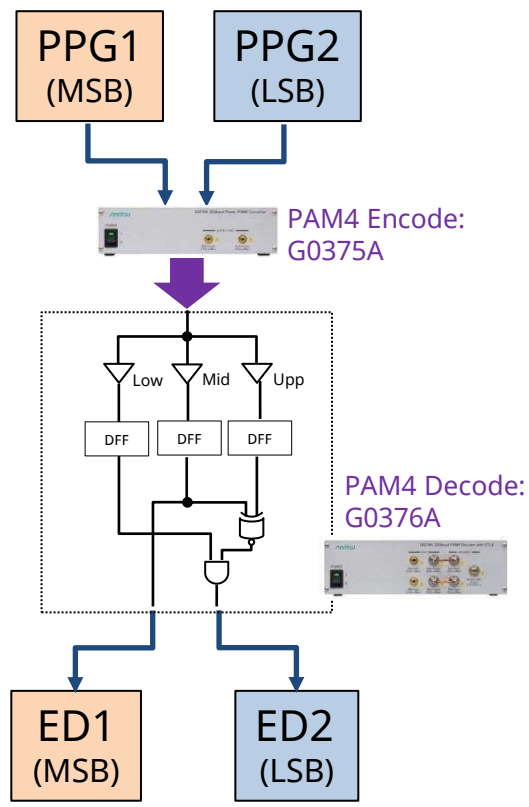 PPG1
(MSB)
PPG2
(LSB)
PAM4 Encode:
G0375A
Low
Mid
Upp
DFF
DFF
DFF
PAM4 Decode:
G0376A
ED1
(MSB)
ED2
(LSB)